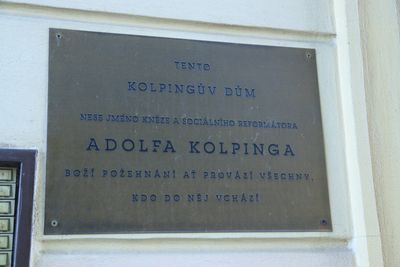 TENTO
KOLPINGŮV DŮM
NESE JMÉNO KNĚZE A SOCIÁLNÍHO REFORMÁTORA
ADOLFA KOLPINGA
BOŽÍ POŽEHNÁNÍ AŤ PROVÁZÍ VŠECHNY,
KDO DO NĚJ VCHÁZÍ